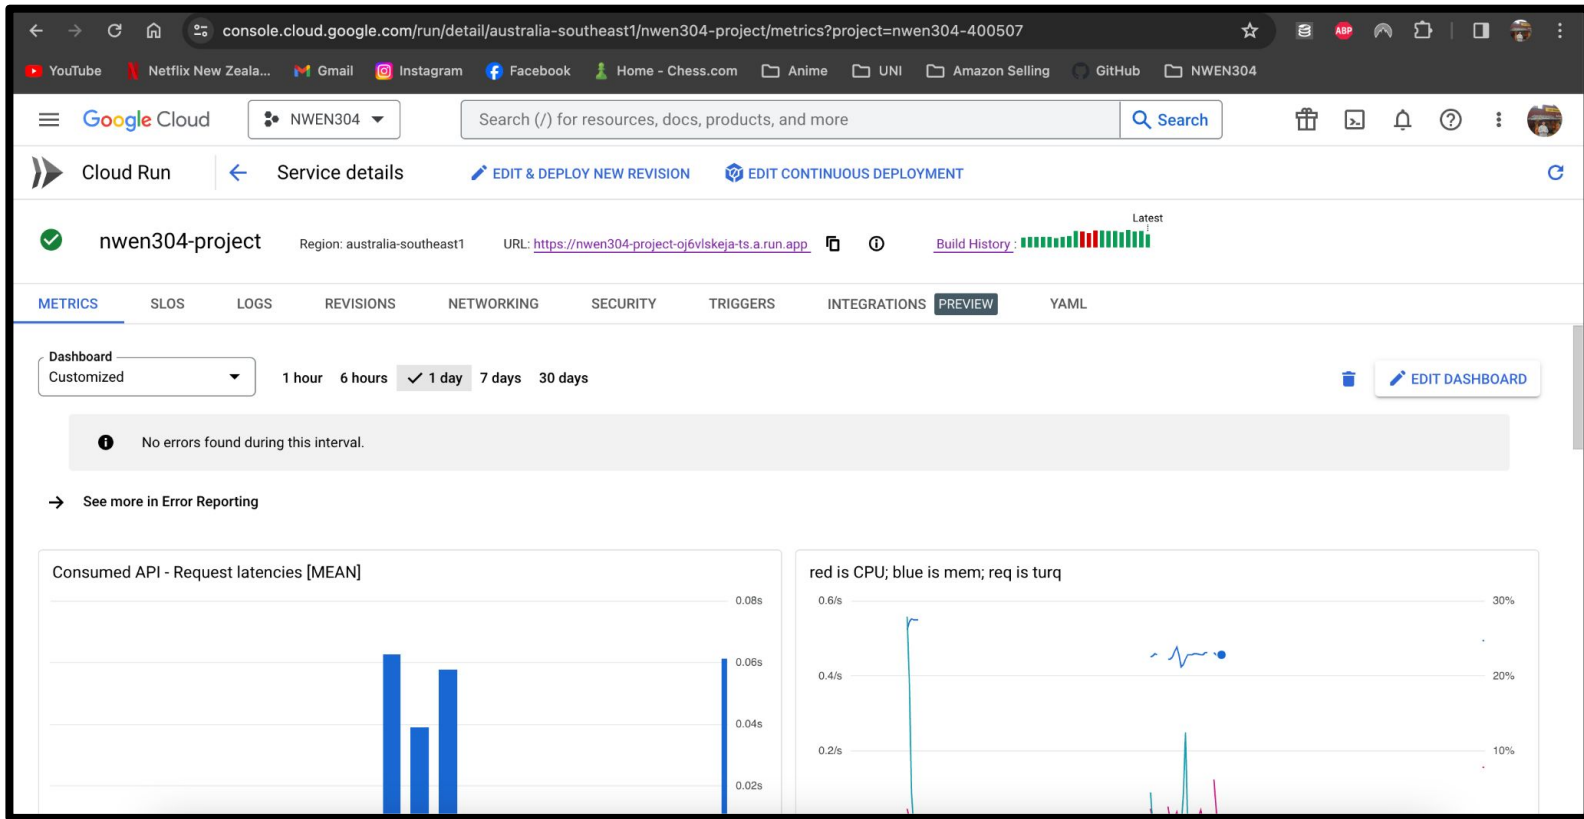 console.cloud.google.com/run/detail/australia-southeast1/nwen304-project/metrics?project=nwen304-400507
ABP
YouTube Netflix New Zeala... Gmail Instagram Facebook Home - Chess.com Anime UNI Amazon Selling GitHub NWEN304
Google Cloud NWEN304 Search (/) for resources, docs, products, and more Search
Cloud Run Service details EDIT & DEPLOY NEW REVISION EDIT CONTINUOUS DEPLOYMENT
Latest
nwen304-project Region: australia-southeast1 URL: https://nwen304-project-oj6vlskeja-ts.a.run.app Build History :
METRICS SLOS LOGS REVISIONS NETWORKING SECURITY TRIGGERS INTEGRATIONS PREVIEW YAML
Dashboard
Customized 1 hour 6 hours 1 day 7 days 30 days EDIT DASHBOARD
No errors found during this interval.
See more in Error Reporting
Consumed API - Request latencies [MEAN]
0.08s
0.06s
0.04s
0.02s
red is CPU; blue is mem; req is turq
0.6/s 30%
0.4/s 20%
0.2/s 10%